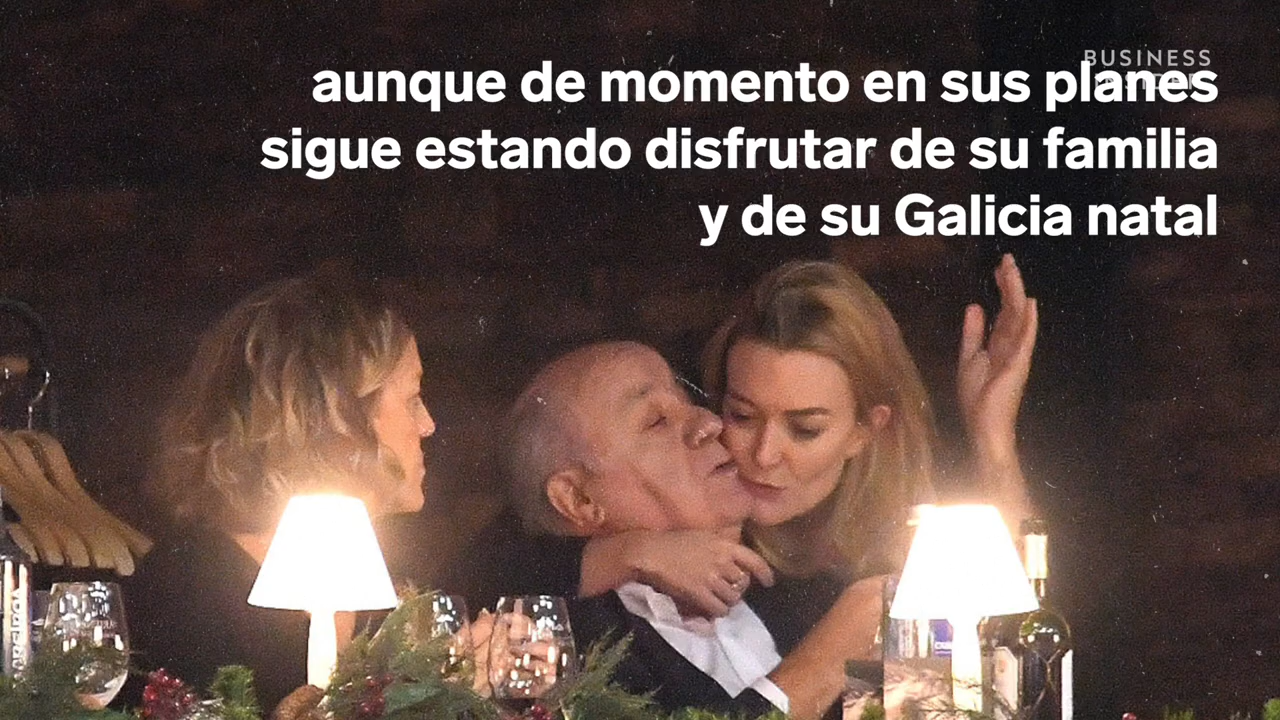 BUSINESS
aunque de momento en sus planes
sigue estando disfrutar de su familia
y de su Galicia natal